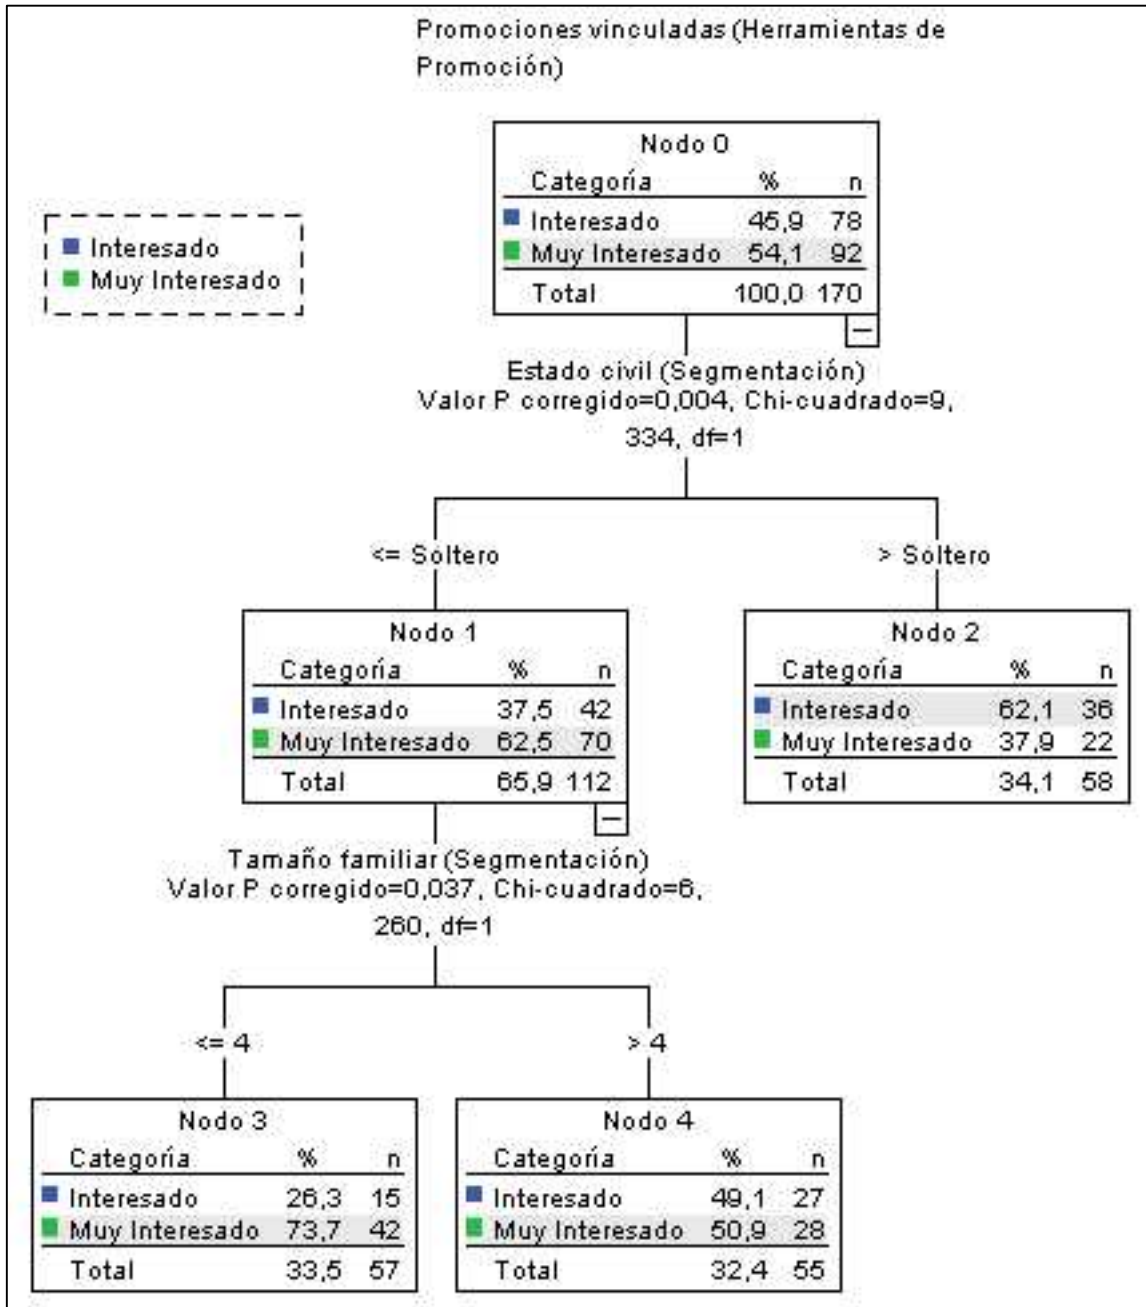 Promociones vinculadas (Herramientas de
Promoción)
Interesado
Muy Interesado
Nodo 0
Categoría % n
Interesado 45,9 78
Muy Interesado 54,1 92
Total 100,0 170
Estado civil (Segmentación)
Valor P corregido=0,004, Chi-cuadrado=9,
334, df=1
<= Soltero
> Soltero
Nodo 1
Categoría % n
Interesado 37,5 42
Muy Interesado 62,5 70
Total 65,9 112
Nodo 2
Categoría % n
Interesado 62,1 36
Muy Interesado 37,9 22
Total 34,1 58
Tamaño familiar (Segmentación)
Valor P corregido=0,037, Chi-cuadrado=6,
260, df=1
<= 4
> 4
Nodo 3
Categoría % n
Interesado 26,3 15
Muy Interesado 73,7 42
Total 33,5 57
Nodo 4
Categoría % n
Interesado 49,1 27
Muy Interesado 50,9 28
Total 32,4 55